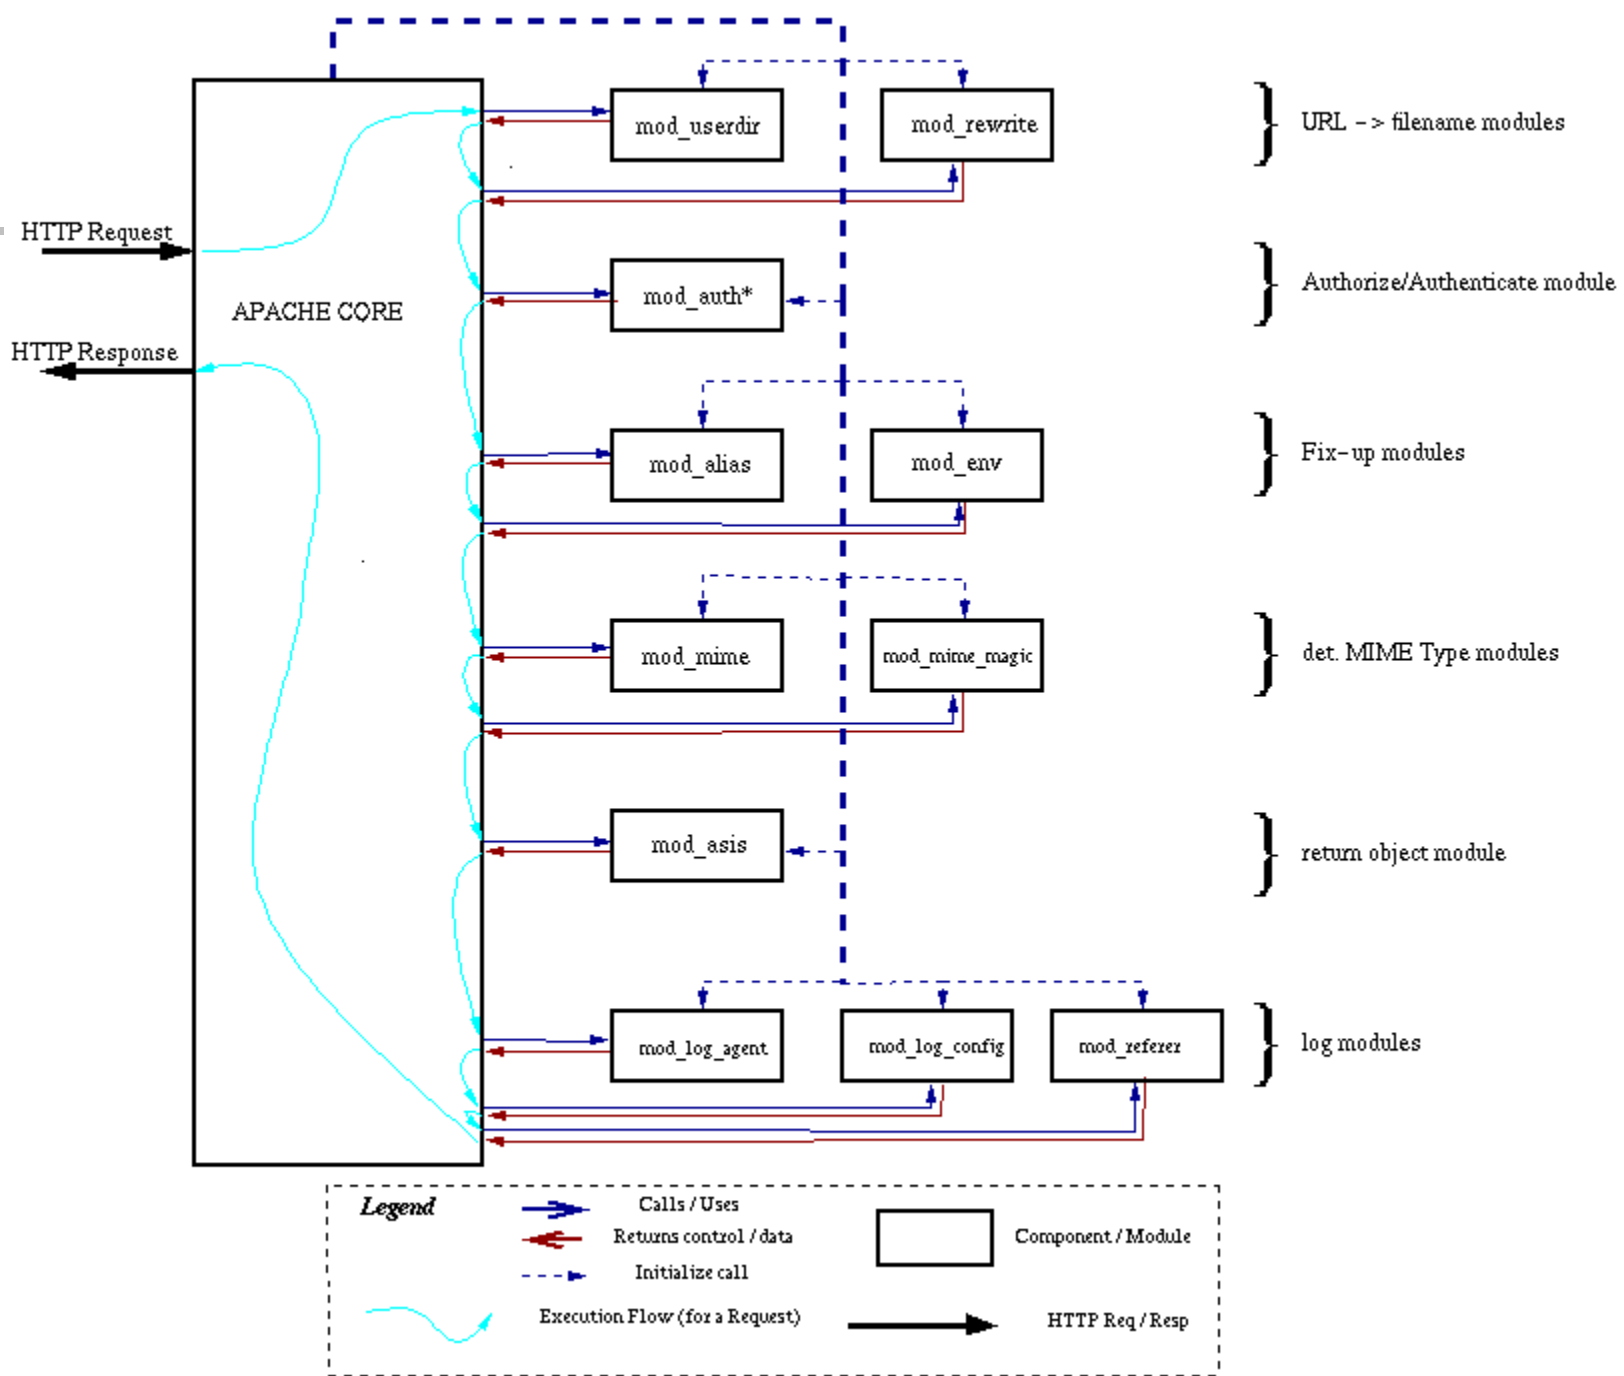 mod_userdir
mod_rewrite
URL -> filename modules
HTTP Request
mod_auth*
Authorize/Authenticate module
APACHE CORE
HTTP Response
mod_alias
mod_env
Fix-up modules
mod_mime
mod_mime_magic
det. MIME Type modules
mod_asis
return object module
mod_log_agent
mod_log_config
mod_referer
log modules
Legend
Calls / Uses
Returns control / data
Component / Module
Initialize call
Execution Flow (for a Request)
HTTP Req / Resp